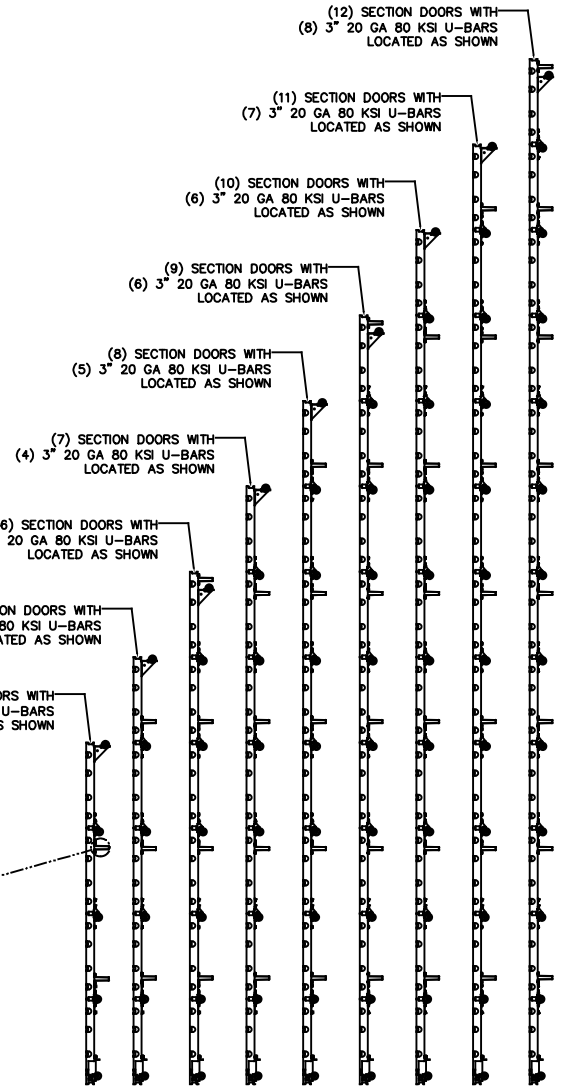 (12) SECTION DOORS WITH
(8) 3" 20 GA 80 KSI U-BARS
LOCATED AS SHOWN
(11) SECTION DOORS WITH
(7) 3" 20 GA 80 KSI U-BARS
LOCATED AS SHOWN
(10) SECTION DOORS WITH
(6) 3" 20 GA 80 KSI U-BARS
LOCATED AS SHOWN
(9) SECTION DOORS WITH
(6) 3" 20 GA 80 KSI U-BARS
LOCATED AS SHOWN
(8) SECTION DOORS WITH
(5) 3" 20 GA 80 KSI U-BARS
LOCATED AS SHOWN
(7) SECTION DOORS WITH
(4) 3" 20 GA 80 KSI U-BARS
LOCATED AS SHOWN
6) SECTION DOORS WITH
20 GA 80 KSI U-BARS
LOCATED AS SHOWN
ON DOORS WITH
80 KSI U-BARS
ATED AS SHOWN
ORS WITH
U-BARS
S SHOWN